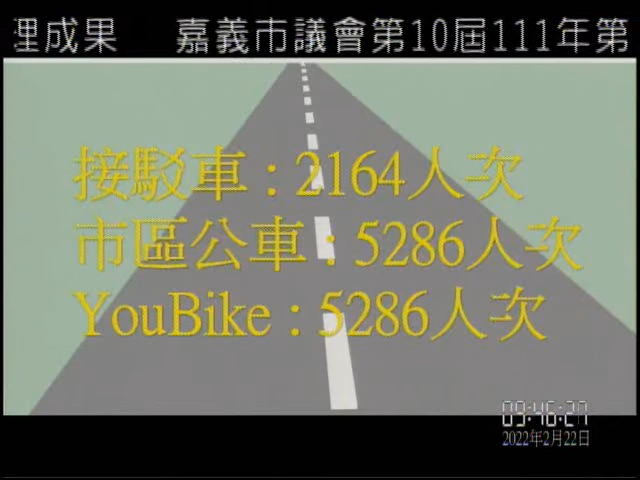 理成果 嘉義市議會第10屆111年第
接駁車：2164人次
市區公車：5286人次
YouBike：5286人次
09:46:27
2022年2月22日